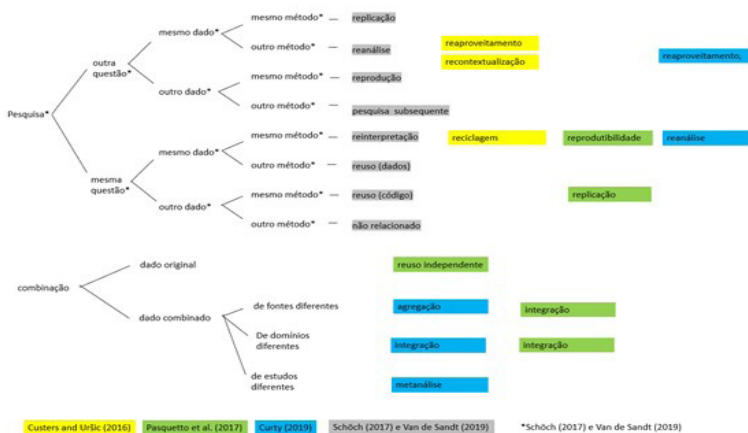 mesmo método* — replicação
mesmo dado*
outro método* — reanálise
reaproveitamento
recontextualização
reaproveitamento,
outra questão*
mesmo método* — reprodução
outro dado*
outro método* — pesquisa subsequente
Pesquisa*
mesmo método* — reinterpretação
reciclagem
reprodutibilidade
reanálise
mesmo dado*
outro método* — reuso (dados)
mesma questão*
mesmo método* — reuso (código)
replicação
outro dado*
outro método* — não relacionado
dado original
reuso independente
combinação
de fontes diferentes
agregação
integração
dado combinado
De domínios diferentes
integração
integração
de estudos diferentes
metanálise
Custers and Uršic (2016)
Pasquetto et al. (2017)
Curty (2019)
Schöch (2017) e Van de Sandt (2019)
*Schöch (2017) e Van de Sandt (2019)